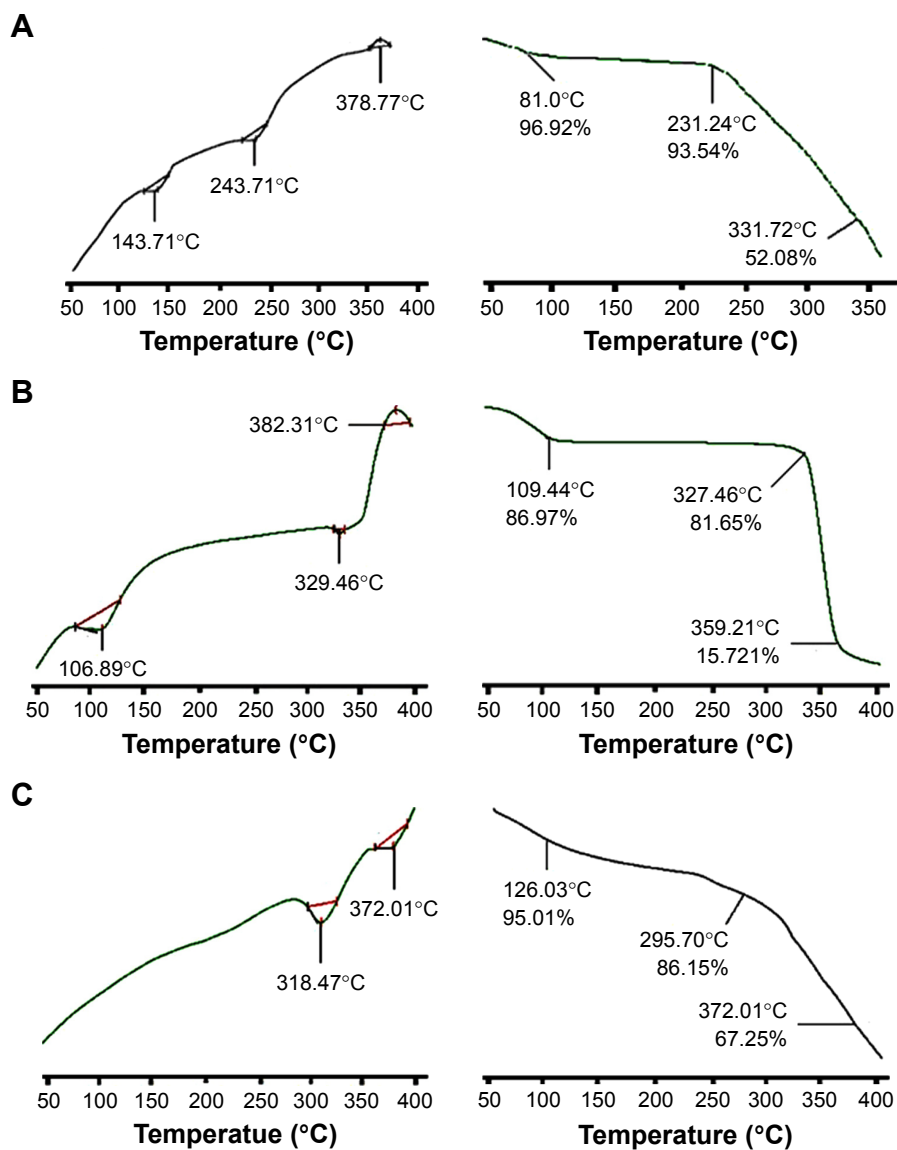 A
378.77°C
243.71°C
143.71°C
50 100 150 200 250 300 350 400
Temperature (°C)
81.0°C
96.92%
231.24°C
93.54%
331.72°C
52.08%
50 100 150 200 250 300 350
Temperature (°C)
B
382.31°C
329.46°C
106.89°C
50 100 150 200 250 300 350 400
Temperature (°C)
109.44°C
86.97%
327.46°C
81.65%
359.21°C
15.721%
50 100 150 200 250 300 350 400
Temperature (°C)
C
372.01°C
318.47°C
50 100 150 200 250 300 350 400
Temperatue (°C)
126.03°C
95.01%
295.70°C
86.15%
372.01°C
67.25%
50 100 150 200 250 300 350 400
Temperature (°C)